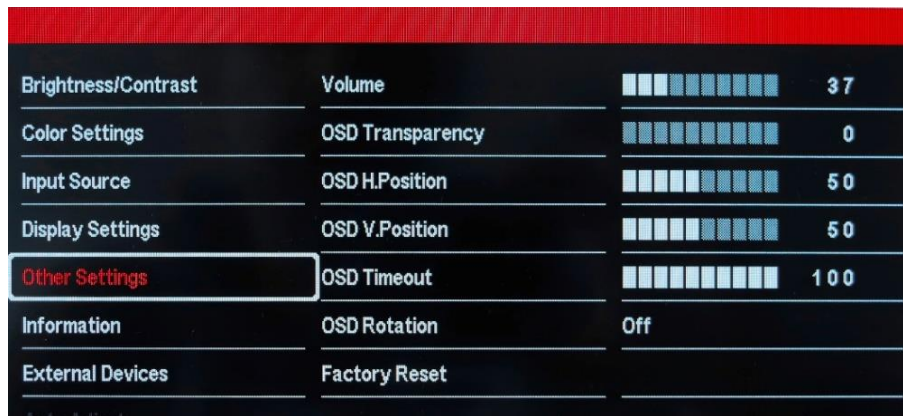 Brightness/Contrast Volume 37
Color Settings OSD Transparency 0
Input Source OSD H.Position 50
Display Settings OSD V.Position 50
Other Settings OSD Timeout 100
Information OSD Rotation Off
External Devices Factory Reset